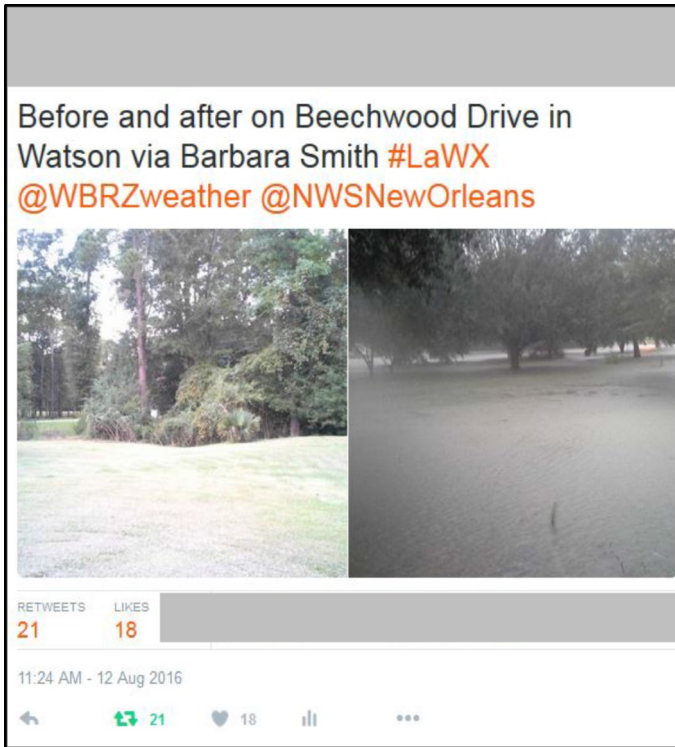 Before and after on Beechwood Drive in
Watson via Barbara Smith #LaWX
@WBRZweather @NWSNewOrleans
RETWEETS LIKES
21 18
11:24 AM - 12 Aug 2016
21 18